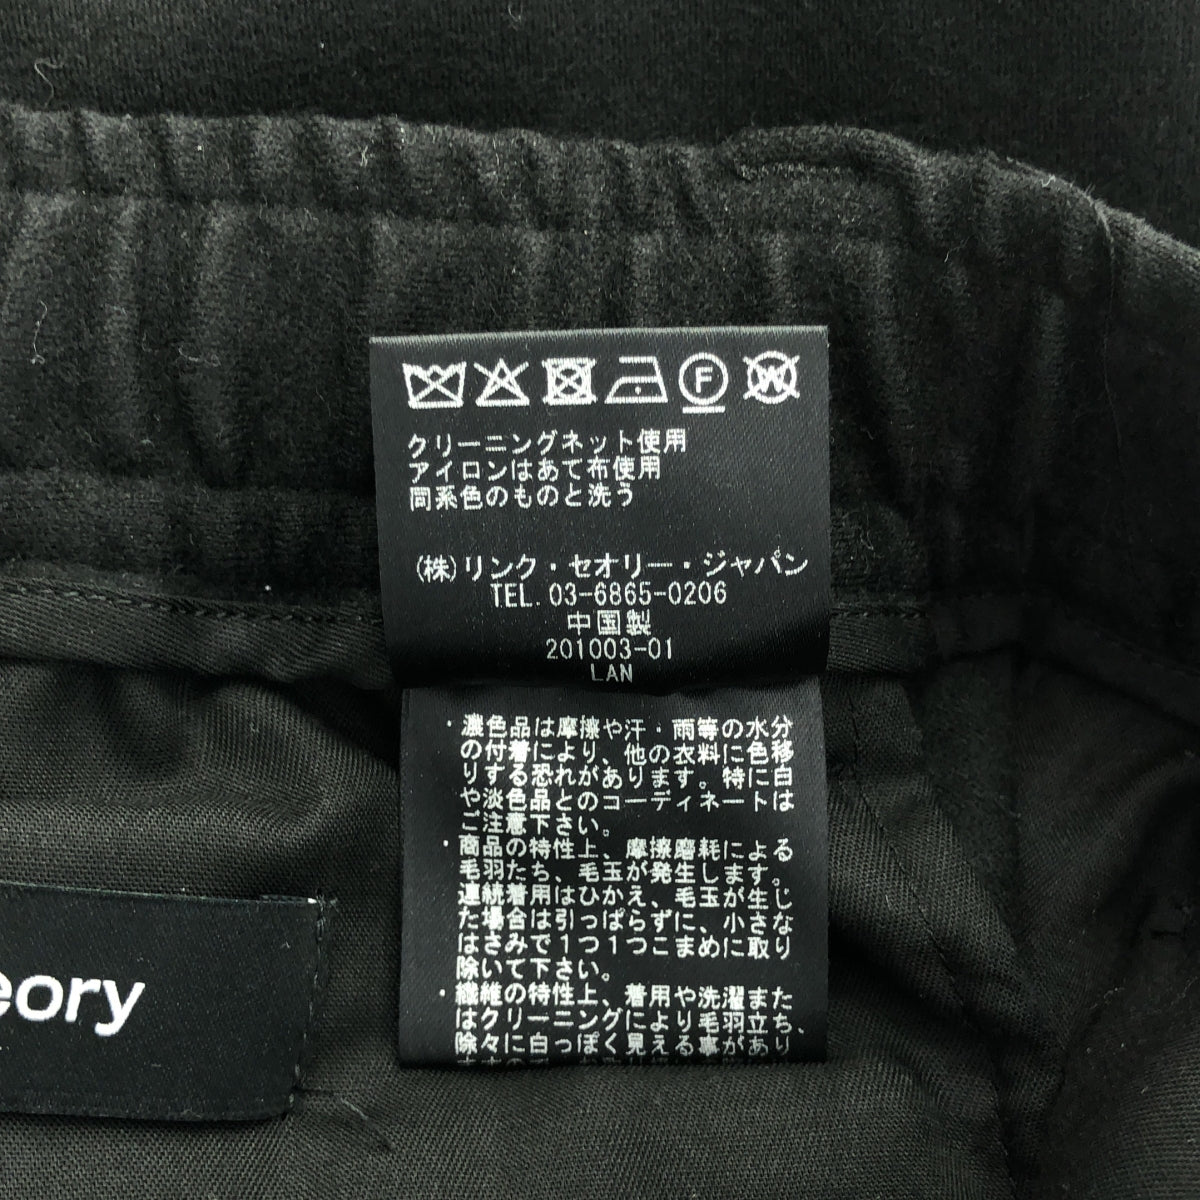 F
W
クリーニングネット使用
アイロンはあて布使用
同系色のものと洗う
(株)リンク・セオリー・ジャパン
TEL.03-6865-0206
中国製
201003-01
LAN
・濃色品は摩擦や汗・雨等の水分
の付着により、他の衣料に色移
りする恐れがあります。特に白
や淡色品とのコーディネートは
ご注意下さい。
・商品の特性上、摩擦磨耗による
毛羽たち、毛玉が発生します。
連続着用はひかえ、毛玉が生じ
た場合は引っぱらずに、小さな
はさみで1つ1つこまめに取り
除いて下さい。
・繊維の特性上、着用や洗濯また
はクリーニングにより毛羽立ち、
除々に白っぽく見える事があり
eory